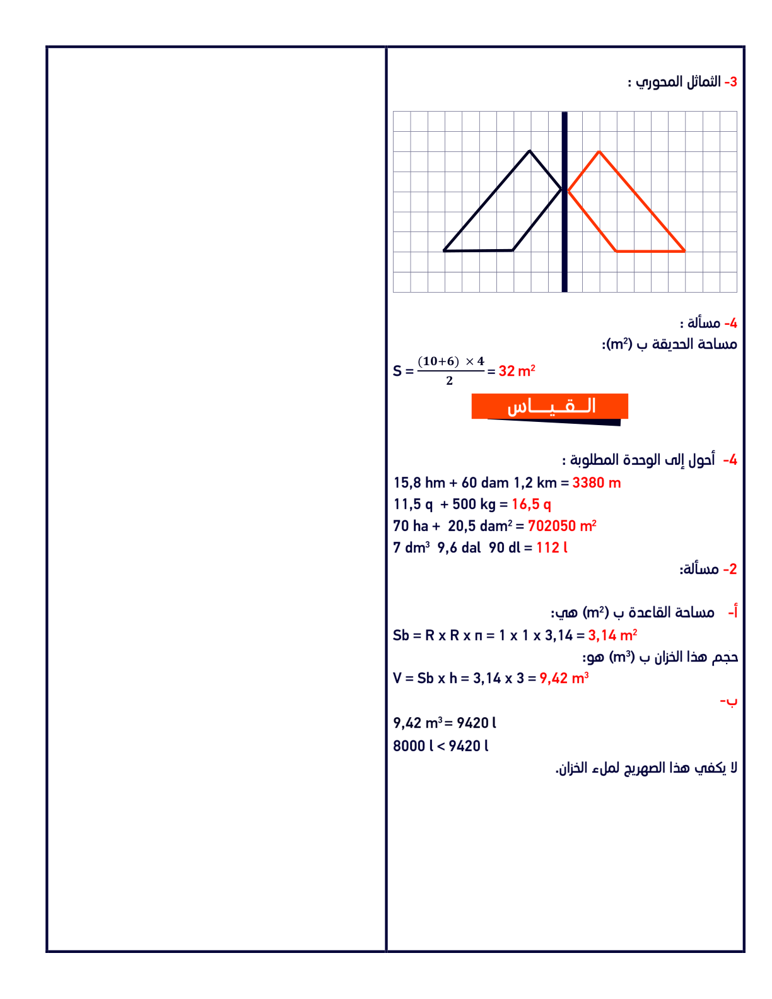 3- الثماثل المحوري :
4- مسألة :
مساحة الحديقة ب (m²):
S = \frac{(10+6) × 4}{2} = 32 m²
الـــقـــيـــاس
4- أحول إلى الوحدة المطلوبة :
15,8 hm + 60 dam 1,2 km = 3380 m
11,5 q + 500 kg = 16,5 q
70 ha + 20,5 dam² = 702050 m²
7 dm³ 9,6 dal 90 dl = 112 l
2- مسألة:
أ- مساحة القاعدة ب (m²) هي:
Sb = R x R x п = 1 x 1 x 3,14 = 3,14 m²
حجم هذا الخزان ب (m³) هو:
V = Sb x h = 3,14 x 3 = 9,42 m³
ب-
9,42 m³ = 9420 l
8000 l < 9420 l
لا يكفي هذا الصهريج لملء الخزان.